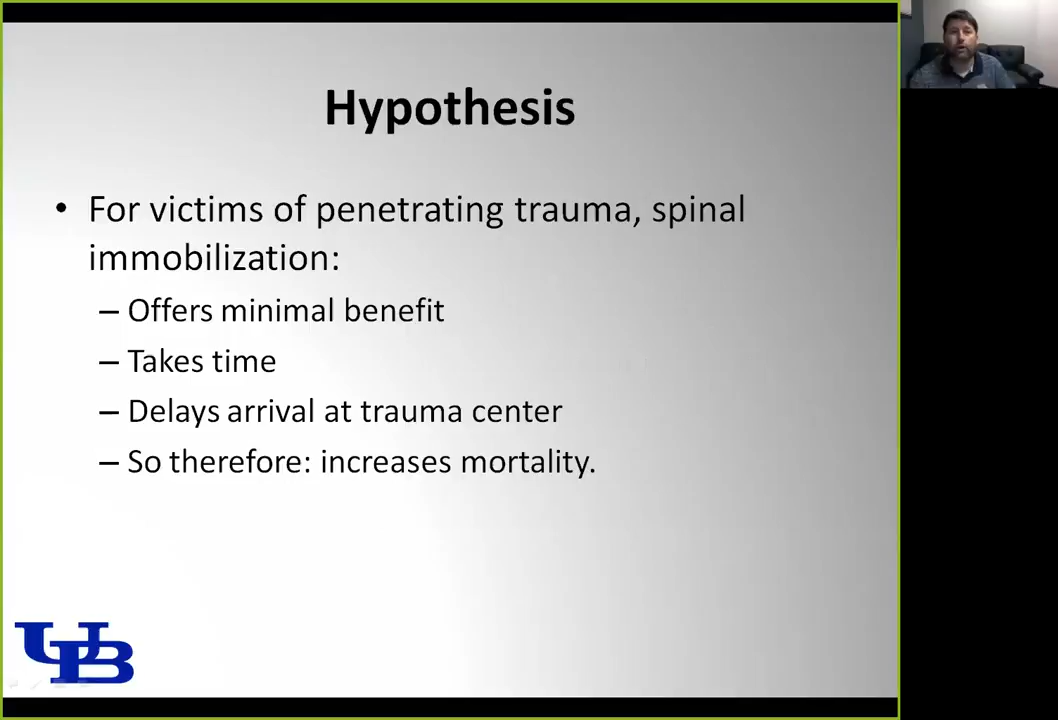 Hypothesis
• For victims of penetrating trauma, spinal
immobilization:
– Offers minimal benefit
– Takes time
– Delays arrival at trauma center
– So therefore: increases mortality.
UB